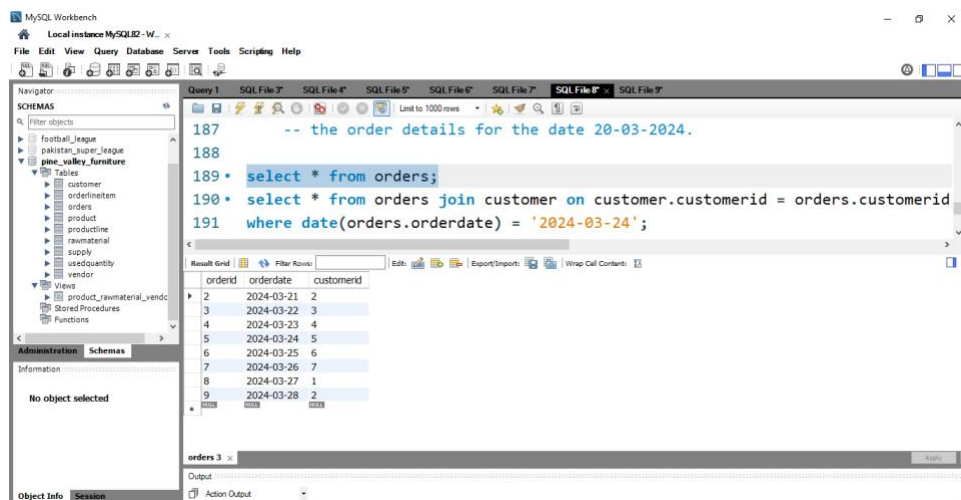 MySQL Workbench
Local instance MySQL82 - W... ×
File Edit View Query Database Server Tools Scripting Help
Navigator
Query 1 SQL File 3* SQL File 4* SQL File 5* SQL File 6* SQL File 7* SQL File 8* × SQL File 9*
SCHEMAS
Limit to 1000 rows
Filter objects
football_league
pakistan_super_league
pine_valley_furniture
Tables
customer
orderlineitem
orders
product
productline
rawmaterial
supply
usedquantity
vendor
Views
product_rawmaterial_vendc
Stored Procedures
Functions
187 -- the order details for the date 20-03-2024.
188
189 select * from orders;
190 select * from orders join customer on customer.customerid = orders.customerid
191 where date(orders.orderdate) = '2024-03-24';
Result Grid Filter Rows: Edit: Export/Import: Wrap Cell Content:
orderid orderdate customerid
2 2024-03-21 2
3 2024-03-22 3
4 2024-03-23 4
5 2024-03-24 5
6 2024-03-25 6
7 2024-03-26 7
8 2024-03-27 1
9 2024-03-28 2
NULL NULL NULL
Administration Schemas
Information
No object selected
orders 3 × Apply
Output
Action Output
Object Info Session